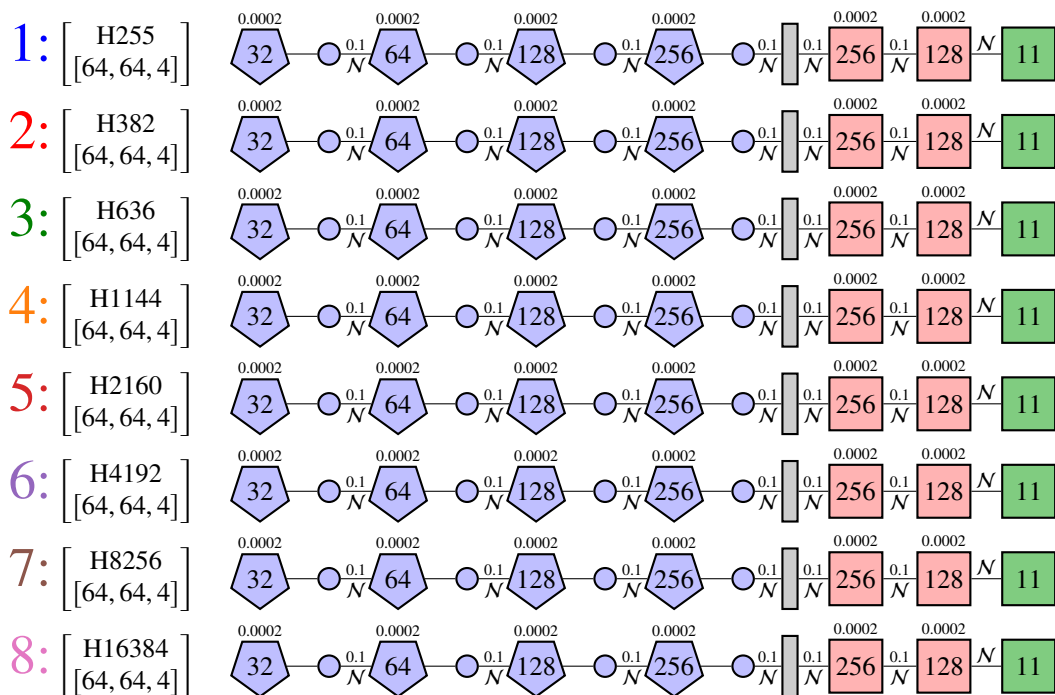 0.0002 0.0002 0.0002 0.0002 0.0002 0.0002
1: H255 [64, 64, 4] 32 0.1 N 64 0.1 N 128 0.1 N 256 0.1 N 0.1 N 256 0.1 N 128 N 11
0.0002 0.0002 0.0002 0.0002 0.0002 0.0002
2: H382 [64, 64, 4] 32 0.1 N 64 0.1 N 128 0.1 N 256 0.1 N 0.1 N 256 0.1 N 128 N 11
0.0002 0.0002 0.0002 0.0002 0.0002 0.0002
3: H636 [64, 64, 4] 32 0.1 N 64 0.1 N 128 0.1 N 256 0.1 N 0.1 N 256 0.1 N 128 N 11
0.0002 0.0002 0.0002 0.0002 0.0002 0.0002
4: H1144 [64, 64, 4] 32 0.1 N 64 0.1 N 128 0.1 N 256 0.1 N 0.1 N 256 0.1 N 128 N 11
0.0002 0.0002 0.0002 0.0002 0.0002 0.0002
5: H2160 [64, 64, 4] 32 0.1 N 64 0.1 N 128 0.1 N 256 0.1 N 0.1 N 256 0.1 N 128 N 11
0.0002 0.0002 0.0002 0.0002 0.0002 0.0002
6: H4192 [64, 64, 4] 32 0.1 N 64 0.1 N 128 0.1 N 256 0.1 N 0.1 N 256 0.1 N 128 N 11
0.0002 0.0002 0.0002 0.0002 0.0002 0.0002
7: H8256 [64, 64, 4] 32 0.1 N 64 0.1 N 128 0.1 N 256 0.1 N 0.1 N 256 0.1 N 128 N 11
0.0002 0.0002 0.0002 0.0002 0.0002 0.0002
8: H16384 [64, 64, 4] 32 0.1 N 64 0.1 N 128 0.1 N 256 0.1 N 0.1 N 256 0.1 N 128 N 11